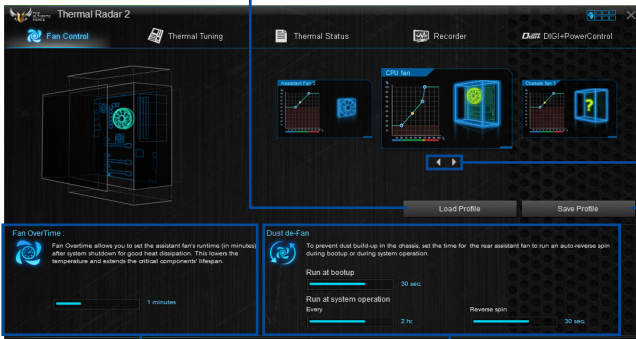 THE ULTIMATE FORCE
Thermal Radar 2
Fan Control
Thermal Tuning
Thermal Status
Recorder
DIGI+PowerControl
Assistant Fan 1
CPU fan
Chassis fan 1
?
Load Profile
Save Profile
Fan OverTime :
Fan Overtime allows you to set the assistant fan's runtime (in minutes)
after system shutdown for good heat dissipation. This lowers the
temperature and extends the critical components' lifespan.
1 minutes
Dust de-Fan
To prevent dust build-up in the chassis, set the time for the rear assistant fan to run an auto-reverse spin
during bootup or during system operation.
Run at bootup
30 sec.
Run at system operation
Every
Reverse spin
2 hr.
30 sec.